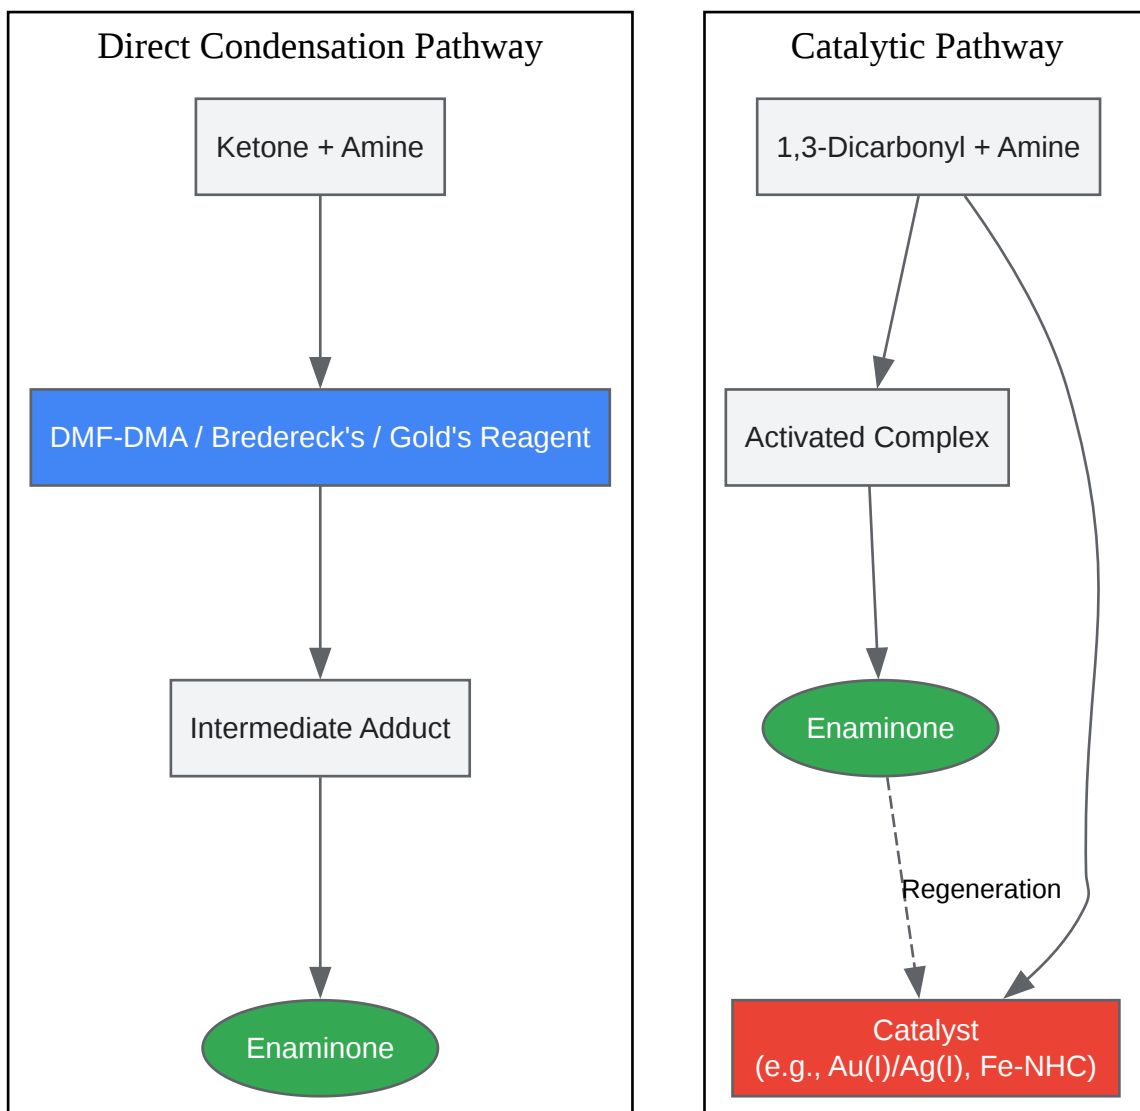 Direct Condensation Pathway
Ketone + Amine
DMF-DMA / Bredereck's / Gold's Reagent
Intermediate Adduct
Enaminone
Catalytic Pathway
1,3-Dicarbonyl + Amine
Activated Complex
Enaminone
Regeneration
Catalyst
(e.g., Au(I)/Ag(I), Fe-NHC)